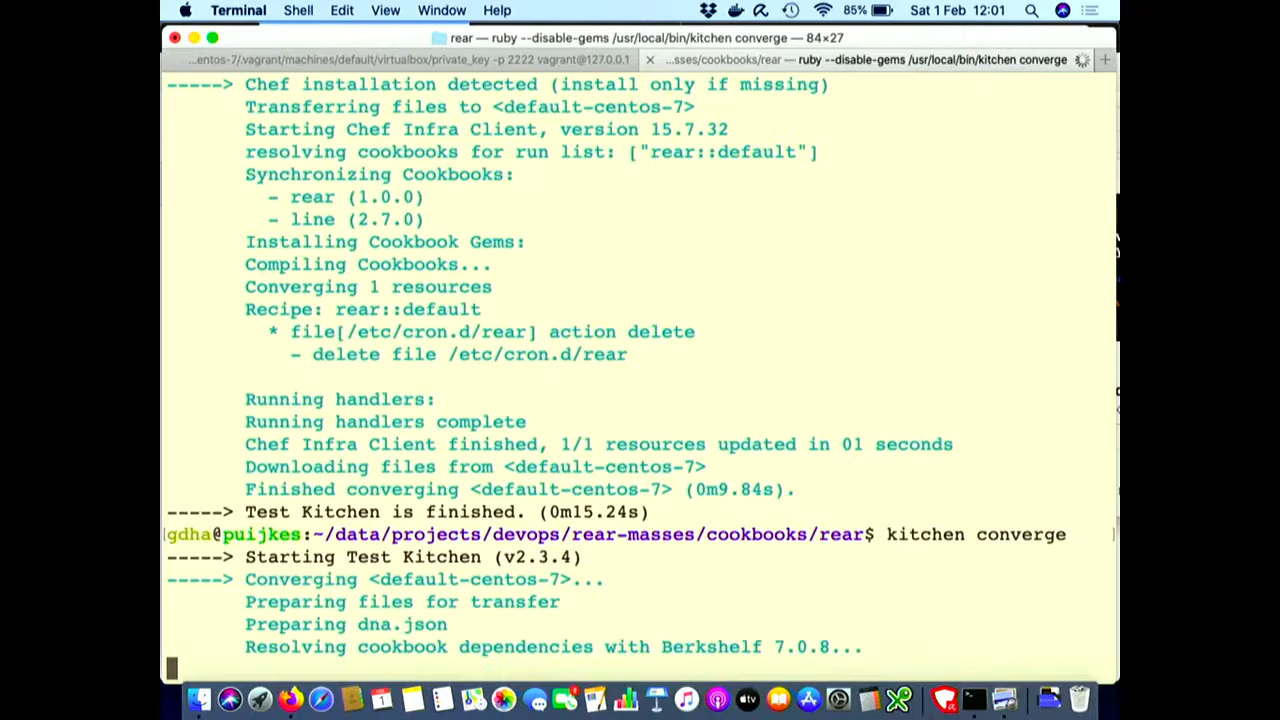 Terminal Shell Edit View Window Help 85% Sat 1 Feb 12:01
rear — ruby --disable-gems /usr/local/bin/kitchen converge — 84×27
...entos-7/.vagrant/machines/default/virtualbox/private_key -p 2222 vagrant@127.0.0.1 ...sses/cookbooks/rear — ruby --disable-gems /usr/local/bin/kitchen converge
-----> Chef installation detected (install only if missing)
Transferring files to <default-centos-7>
Starting Chef Infra Client, version 15.7.32
resolving cookbooks for run list: ["rear::default"]
Synchronizing Cookbooks:
- rear (1.0.0)
- line (2.7.0)
Installing Cookbook Gems:
Compiling Cookbooks...
Converging 1 resources
Recipe: rear::default
* file[/etc/cron.d/rear] action delete
- delete file /etc/cron.d/rear
Running handlers:
Running handlers complete
Chef Infra Client finished, 1/1 resources updated in 01 seconds
Downloading files from <default-centos-7>
Finished converging <default-centos-7> (0m9.84s).
-----> Test Kitchen is finished. (0m15.24s)
[gdha@puijkes:~/data/projects/devops/rear-masses/cookbooks/rear$ kitchen converge ]
-----> Starting Test Kitchen (v2.3.4)
-----> Converging <default-centos-7>...
Preparing files for transfer
Preparing dna.json
Resolving cookbook dependencies with Berkshelf 7.0.8...